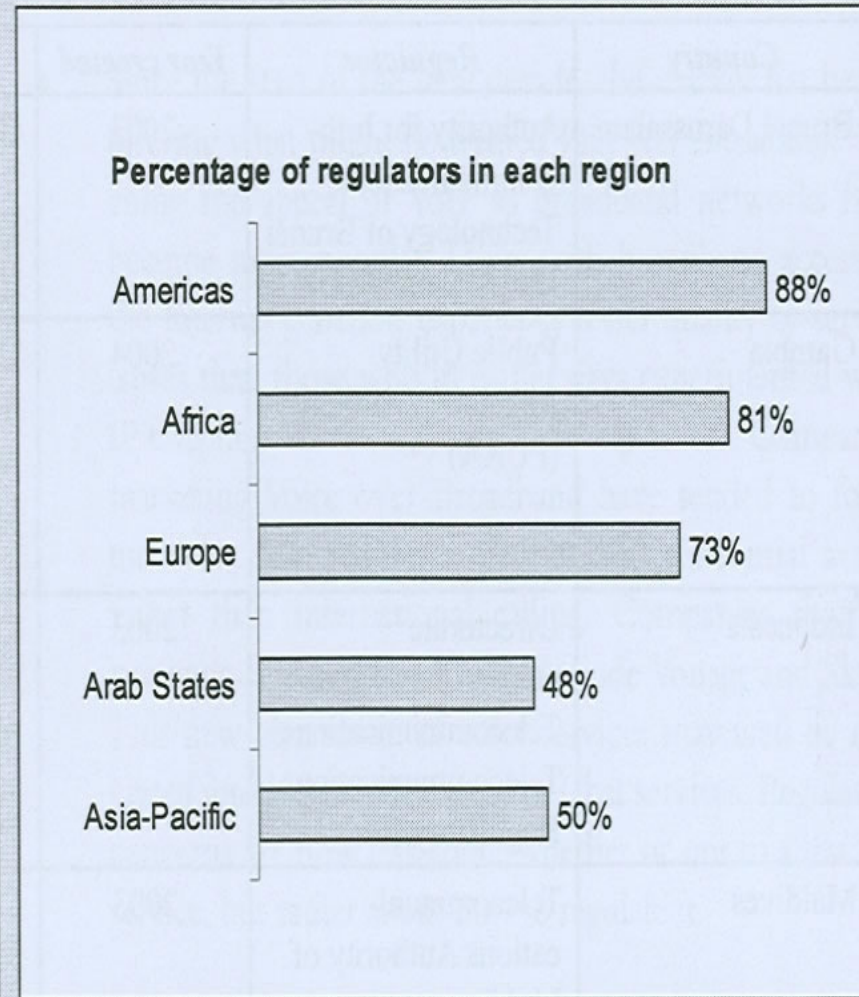 Percentage of regulators in each region
Americas 88%
Africa 81%
Europe 73%
Arab States 48%
Asia-Pacific 50%